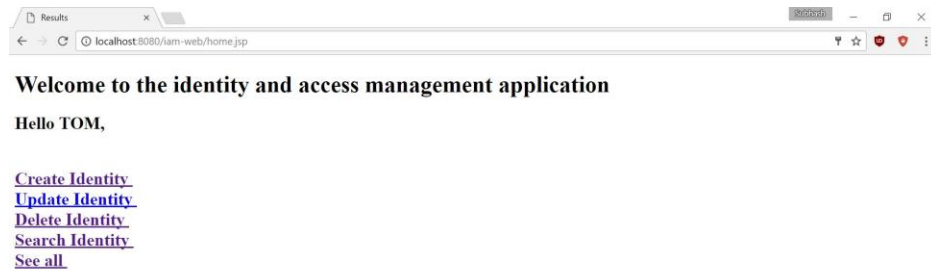 Results
Subhash
localhost:8080/iam-web/home.jsp
Welcome to the identity and access management application
Hello TOM,
Create Identity
Update Identity
Delete Identity
Search Identity
See all